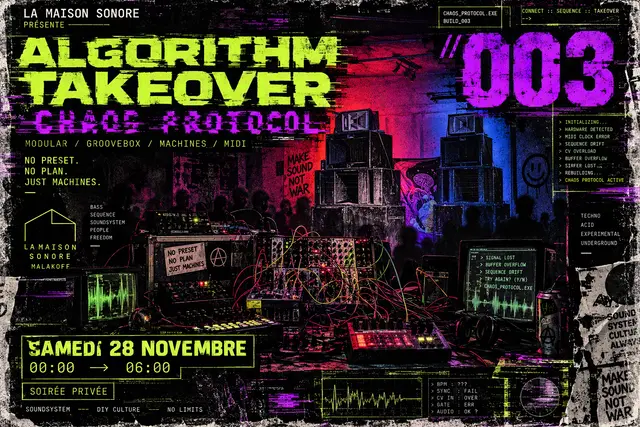 LA MAISON SONORE
PRÉSENTE
ALGORITHM
TAKEOVER
CHAOS PROTOCOL
MODULAR / GROOVEBOX / MACHINES / MIDI
NO PRESET.
NO PLAN.
JUST MACHINES.
CHAOS_PROTOCOL.EXE
BUILD_003
CONNECT :: SEQUENCE :: TAKEOVER
-->
"003
> INITIALIZING...
> HARDWARE DETECTED
> MIDI CLOCK ERROR
> SEQUENCE DRIFT
> CV OVERLOAD
> BUFFER OVERFLOW
> REBUILDING...
> CHAOS PROTOCOL ACTIVE
MAKE
SOUND
NOT
WAR
BASS
SEQUENCE
SOUNDSYSTEM
PEOPLE
FREEDOM
LA MAISON
SONORE
MALAKOFF
TECHNO
ACID
EXPERIMENTAL
UNDERGROUND
NO PRESET
NO PLAN
JUST MACHINES
A
> SIGNAL LOST
> BUFFER OVERFLOW
> SEQUENCE DRIFT
> TRY AGAIN? (Y/N)
CHAOS_PROTOCOL.EXE
SAMEDI 28 NOVEMBRE
00:00 → 06:00
SOIRÉE PRIVÉE
SOUNDSYSTEM — DIY CULTURE — NO LIMITS
> BPM : ???
> SYNC : FAIL
> CV IN : OVER
> GATE : ERR
> AUDIO : OK ?
SOUND
MAKE
SOUND
NOT WAR